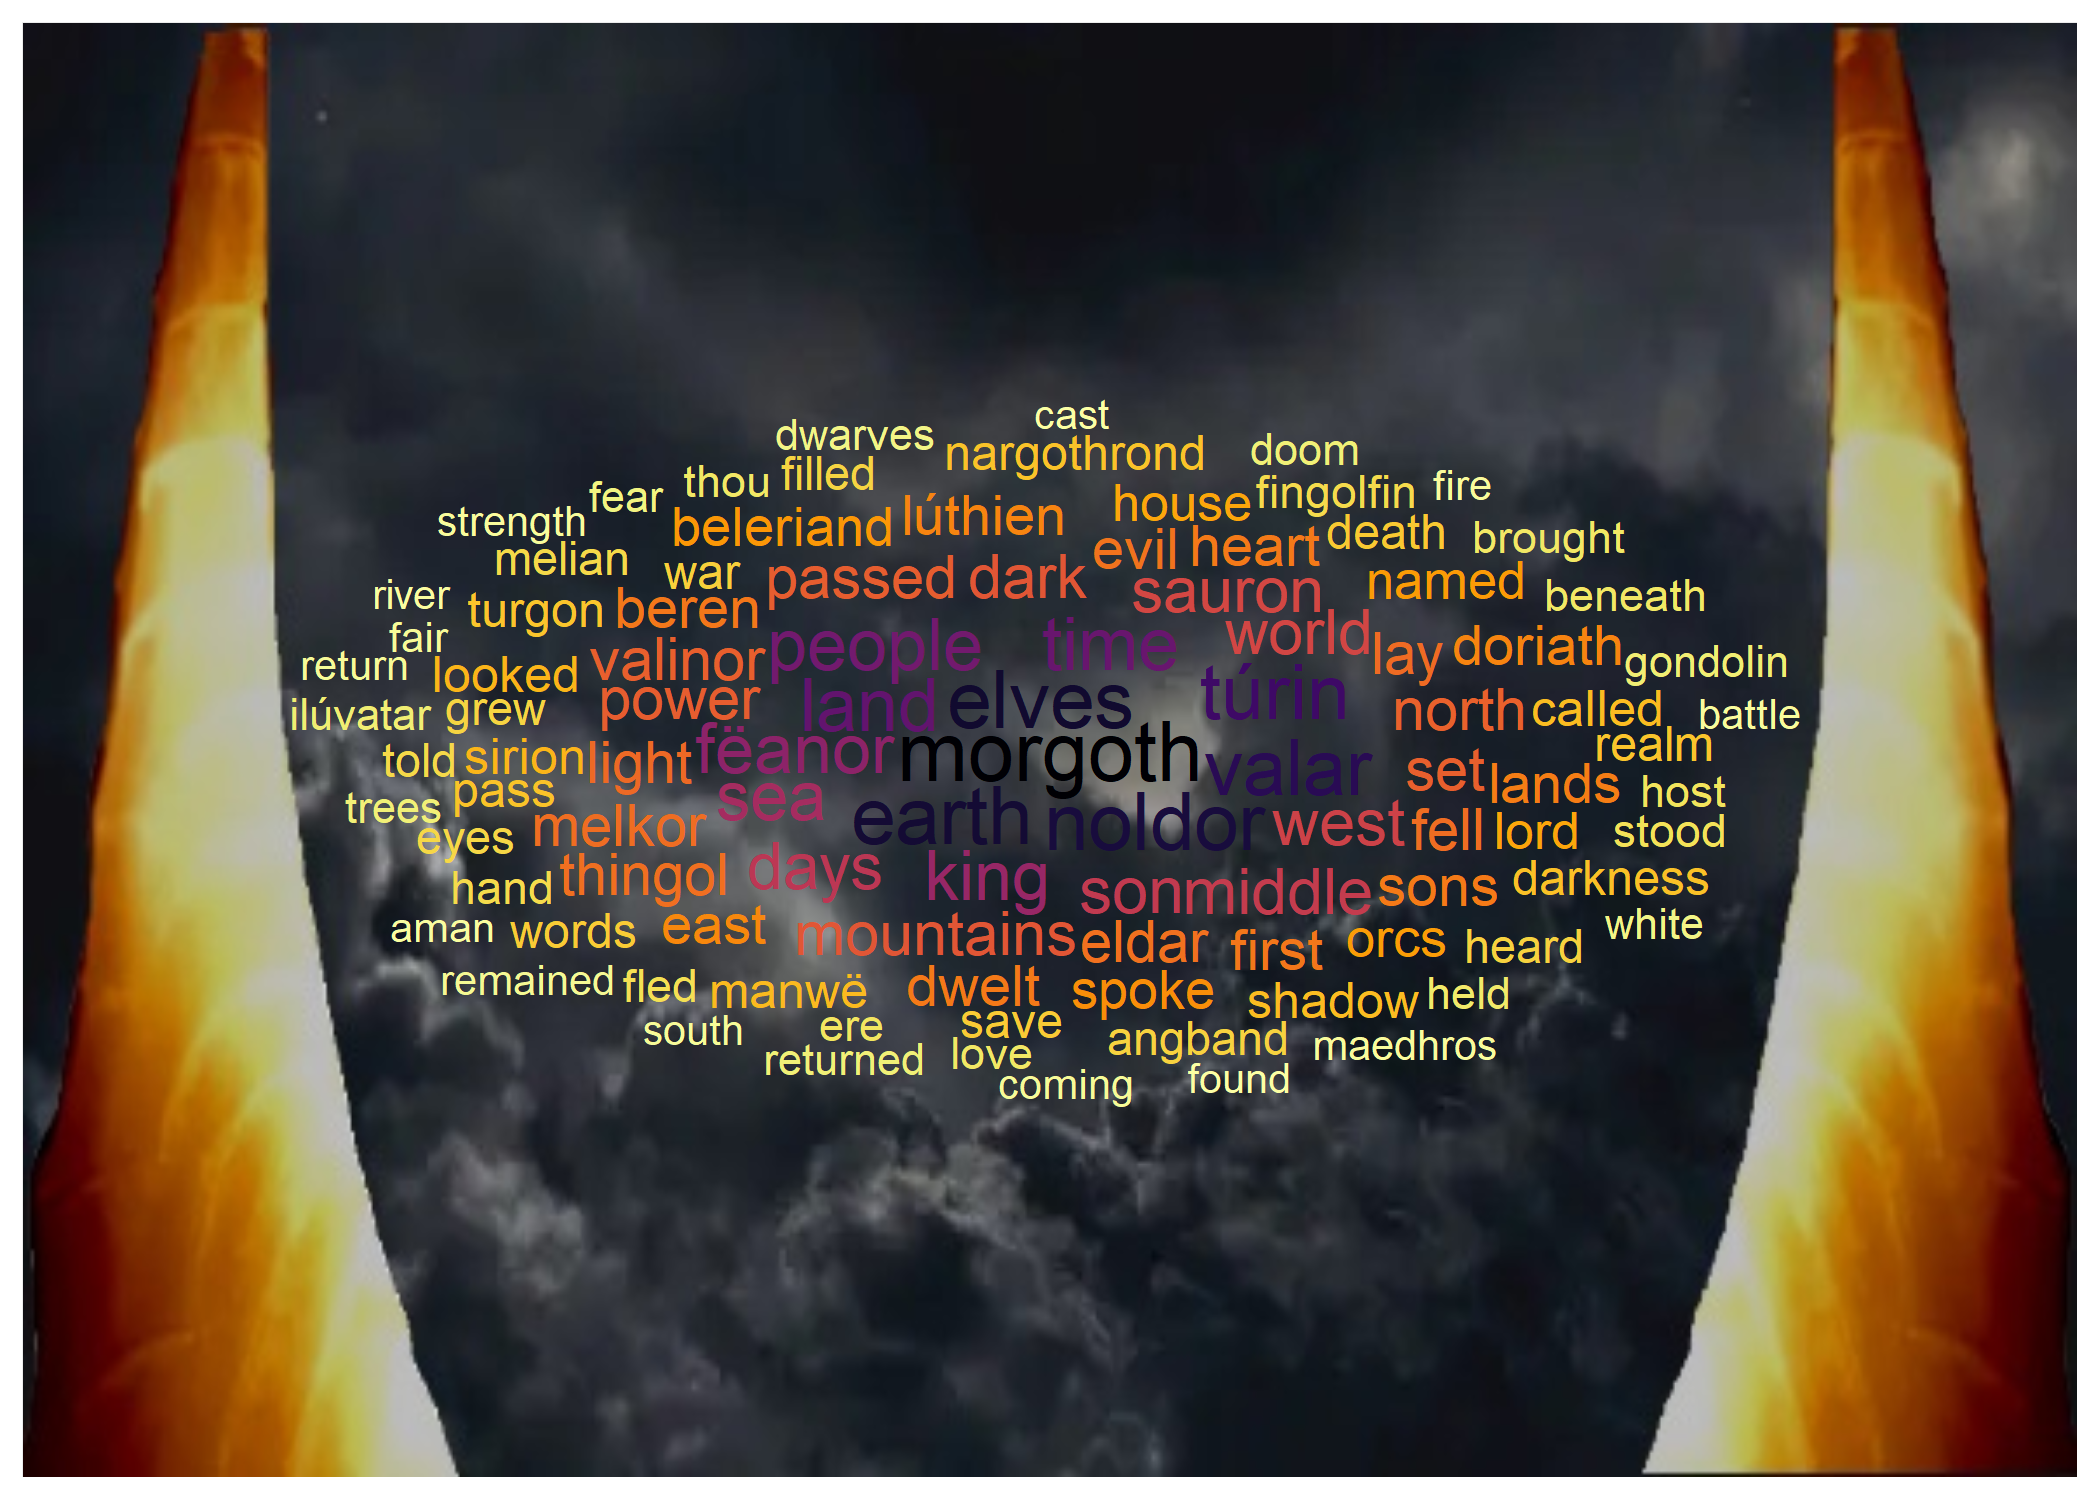 cast
dwarves nargothrond doom
thou filled fear house fingolfin fire
strength beleriand lúthien death brought
melian war passed dark evil heart sauron named beneath
river turgon beren people time world lay doriath
fair valinor gondolin
return looked power land elves túrin north called battle
ilúvatar grew fëanor morgoth valar realm
told sirion light sea set lands host
trees pass melkor earth noldor west fell lord stood
eyes
hand thingol days king sonmiddle sons darkness
aman words east mountains eldar first orcs heard white
remained fled manwë dwelt spoke shadow held
south ere save angband maedhros
returned love
coming found